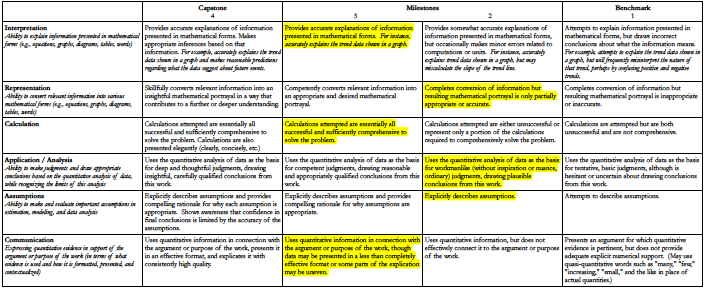 Capstone
4
Milestones
3 2
Benchmark
1
Interpretation
Ability to explain information presented in mathematical
forms (e.g., equations, graphs, diagrams, tables, words)
Provides accurate explanations of information
presented in mathematical forms. Makes
appropriate inferences based on that
information. For example, accurately explains the trend
data shown in a graph and makes reasonable predictions
regarding what the data suggest about future events.
Provides accurate explanations of information
presented in mathematical forms. For instance,
accurately explains the trend data shown in a graph.
Provides somewhat accurate explanations of
information presented in mathematical forms,
but occasionally makes minor errors related to
computations or units. For instance, accurately
explains trend data shown in a graph, but may
miscalculate the slope of the trend line.
Attempts to explain information presented in
mathematical forms, but draws incorrect
conclusions about what the information means.
For example, attempts to explain the trend data shown in
a graph, but will frequently misinterpret the nature of
that trend, perhaps by confusing positive and negative
trends.
Representation
Ability to convert relevant information into various
mathematical forms (e.g., equations, graphs, diagrams,
tables, words)
Skillfully converts relevant information into an
insightful mathematical portrayal in a way that
contributes to a further or deeper understanding.
Competently converts relevant information into
an appropriate and desired mathematical
portrayal.
Completes conversion of information but
resulting mathematical portrayal is only partially
appropriate or accurate.
Completes conversion of information but
resulting mathematical portrayal is inappropriate
or inaccurate.
Calculation
Calculations attempted are essentially all
successful and sufficiently comprehensive to
solve the problem. Calculations are also
presented elegantly (clearly, concisely, etc.)
Calculations attempted are essentially all
successful and sufficiently comprehensive to
solve the problem.
Calculations attempted are either unsuccessful or
represent only a portion of the calculations
required to comprehensively solve the problem.
Calculations are attempted but are both
unsuccessful and are not comprehensive.
Application / Analysis
Ability to make judgments and draw appropriate
conclusions based on the quantitative analysis of data,
while recognizing the limits of this analysis
Uses the quantitative analysis of data as the basis
for deep and thoughtful judgments, drawing
insightful, carefully qualified conclusions from
this work.
Uses the quantitative analysis of data as the basis
for competent judgments, drawing reasonable
and appropriately qualified conclusions from this
work.
Uses the quantitative analysis of data as the basis
for workmanlike (without inspiration or nuance,
ordinary) judgments, drawing plausible
conclusions from this work.
Uses the quantitative analysis of data as the basis
for tentative, basic judgments, although is
hesitant or uncertain about drawing conclusions
from this work.
Assumptions
Ability to make and evaluate important assumptions in
estimation, modeling, and data analysis
Explicitly describes assumptions and provides
compelling rationale for why each assumption is
appropriate. Shows awareness that confidence in
final conclusions is limited by the accuracy of the
assumptions.
Explicitly describes assumptions and provides
compelling rationale for why assumptions are
appropriate.
Explicitly describes assumptions.
Attempts to describe assumptions.
Communication
Expressing quantitative evidence in support of the
argument or purpose of the work (in terms of what
evidence is used and how it is formatted, presented, and
contextualized)
Uses quantitative information in connection with
the argument or purpose of the work, presents it
in an effective format, and explicates it with
consistently high quality.
Uses quantitative information in connection with
the argument or purpose of the work, though
data may be presented in a less than completely
effective format or some parts of the explication
may be uneven.
Uses quantitative information, but does not
effectively connect it to the argument or purpose
of the work.
Presents an argument for which quantitative
evidence is pertinent, but does not provide
adequate explicit numerical support. (May use
quasi-quantitative words such as "many," "few,"
"increasing," "small," and the like in place of
actual quantities.)